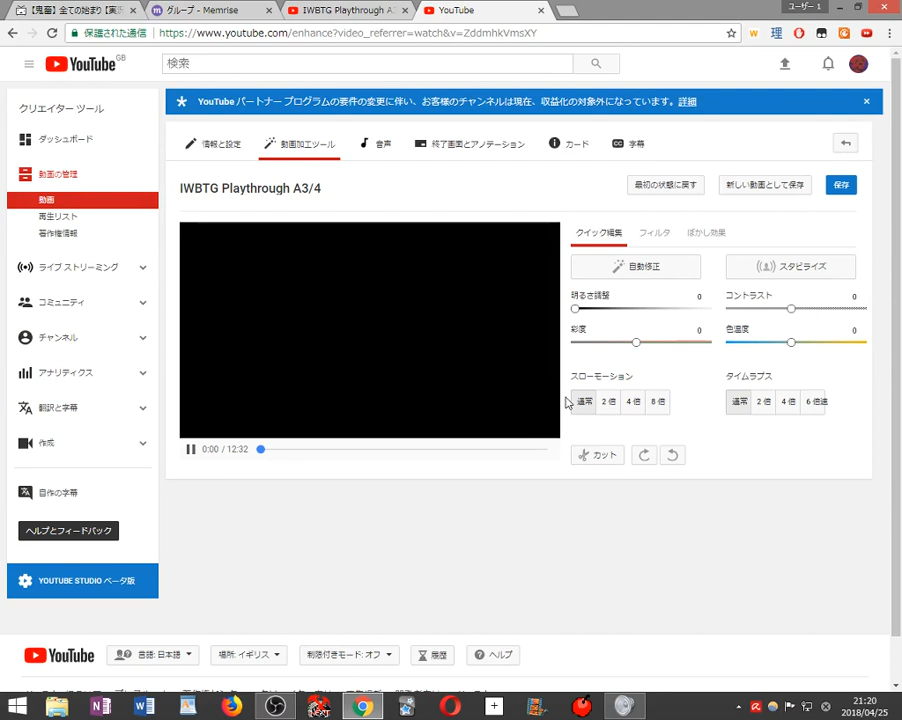 【鬼畜】全ての始まり【実況
グループ - Memrise
IWBTG Playthrough A
YouTube
ユーザー 1
保護された通信
https://www.youtube.com/enhance?video_referrer=watch&v=ZddmhkVmsXY
YouTube GB
検索
YouTube パートナー プログラムの要件の変更に伴い、お客様のチャンネルは現在、収益化の対象外になっています。詳細
クリエイター ツール
ダッシュボード
動画の管理
動画
再生リスト
著作権情報
ライブ ストリーミング
コミュニティ
チャンネル
アナリティクス
翻訳と字幕
作成
自作の字幕
ヘルプとフィードバック
YOUTUBE STUDIO ベータ版
情報と設定 動画加工ツール 音声 終了画面とアノテーション カード CC 字幕
IWBTG Playthrough A3/4
最初の状態に戻す 新しい動画として保存 保存
0:00 / 12:32
クイック編集 フィルタ ぼかし効果
自動修正 スタビライズ
明るさ調整 0 コントラスト 0
彩度 0 色温度 0
スローモーション タイムラプス
通常 2 倍 4 倍 8 倍 通常 2 倍 4 倍 6 倍速
カット
YouTube 言語: 日本語 場所: イギリス 制限付きモード: オフ 履歴 ヘルプ
21:20
2018/04/25